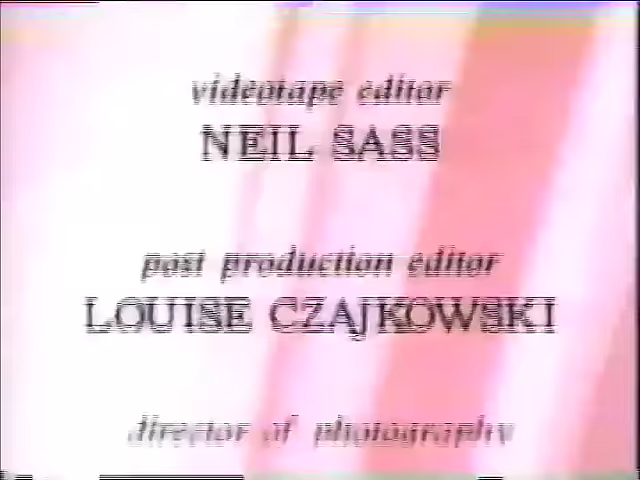 videotape editor
NEIL SASS
post production editor
LOUISE CZAJKOWSKI
director of photography